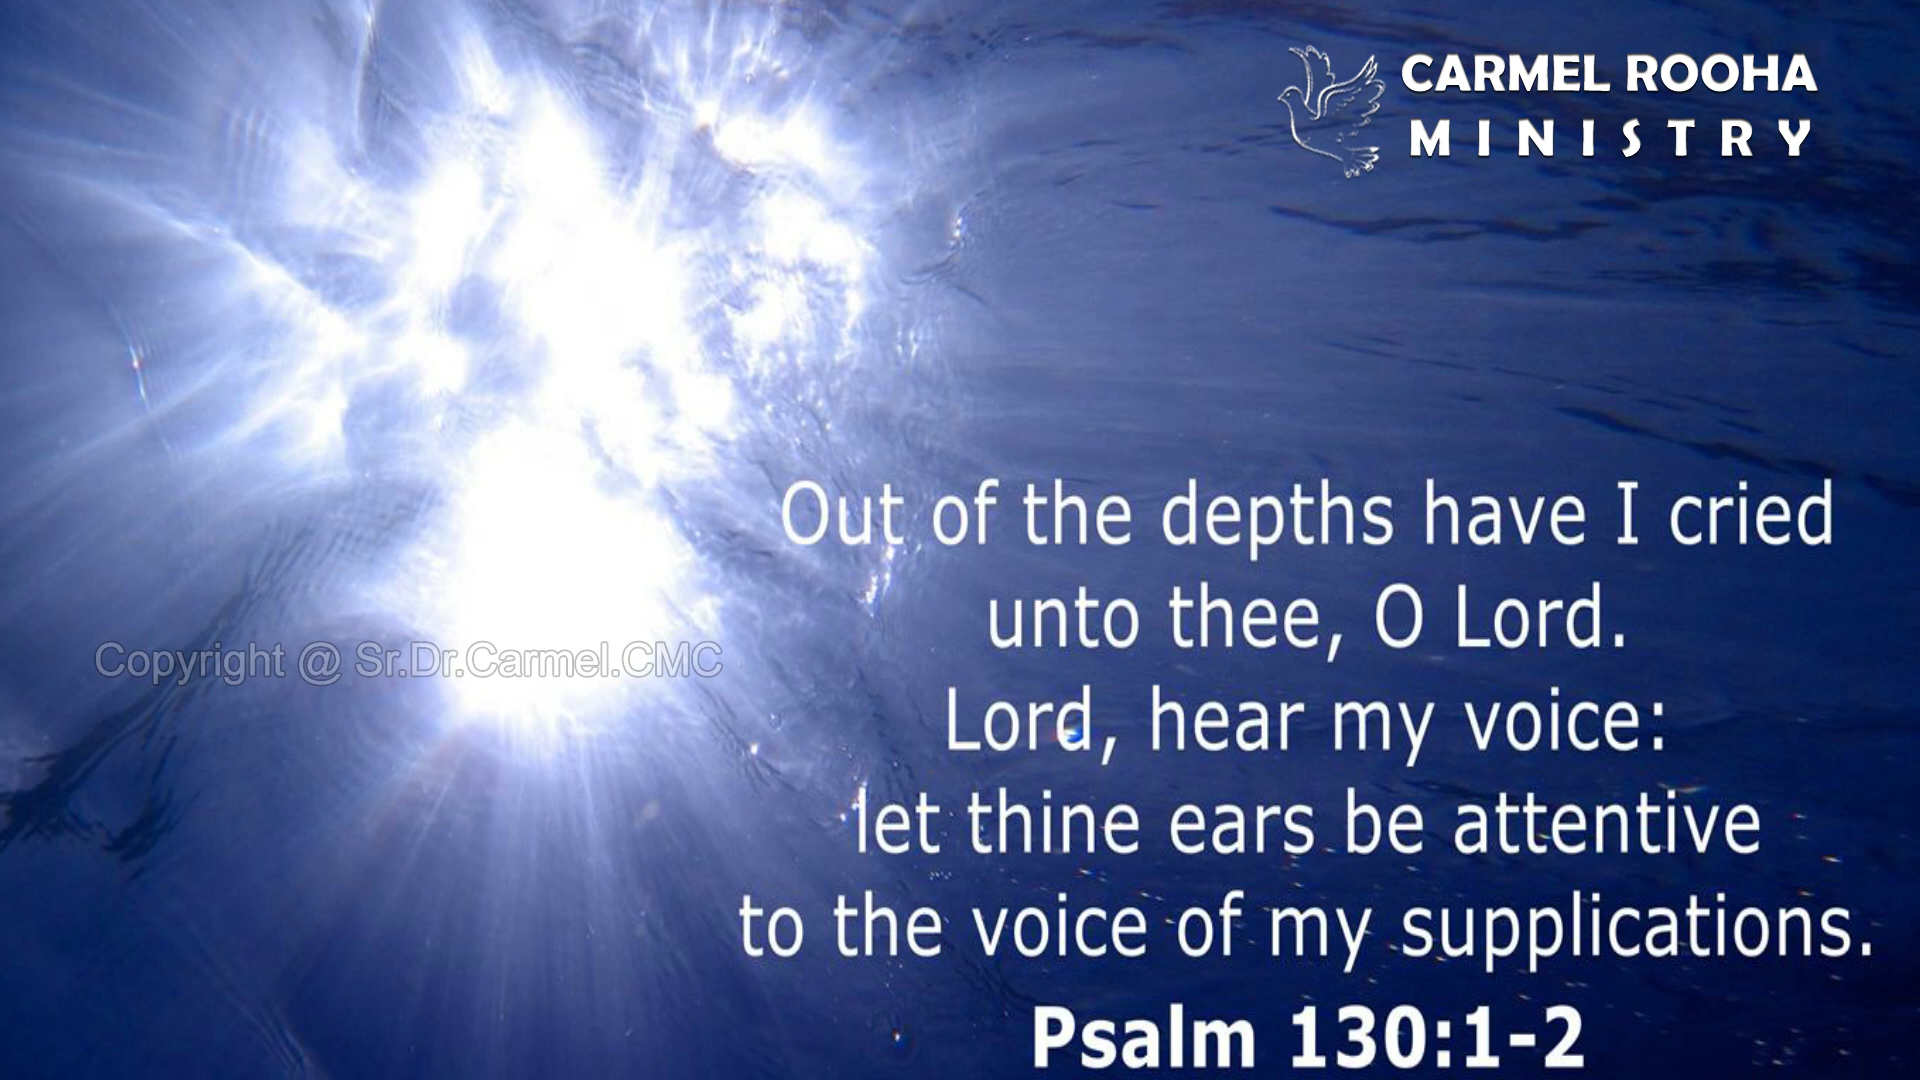 CARMEL ROOHA
MINISTRY
Out of the depths have I cried
unto thee, O Lord.
Copyright @ Sr.Dr.Carmel.CMC
Lord, hear my voice:
let thine ears be attentive
to the voice of my supplications.
Psalm 130:1-2